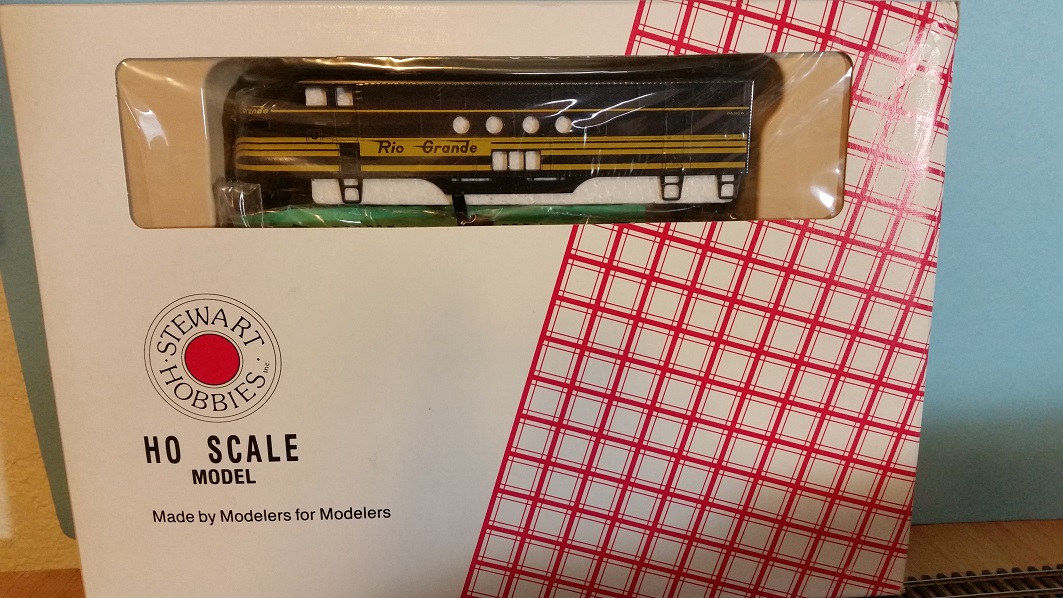 Rio Grande
STEWART HOBBIES Inc.
HO SCALE
MODEL
Made by Modelers for Modelers